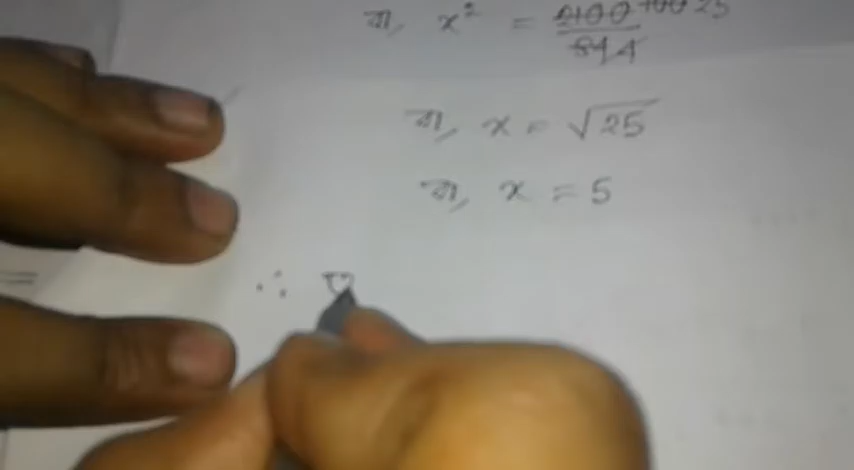 বা, x² =
বা, x = √25
বা, x = 5
∴